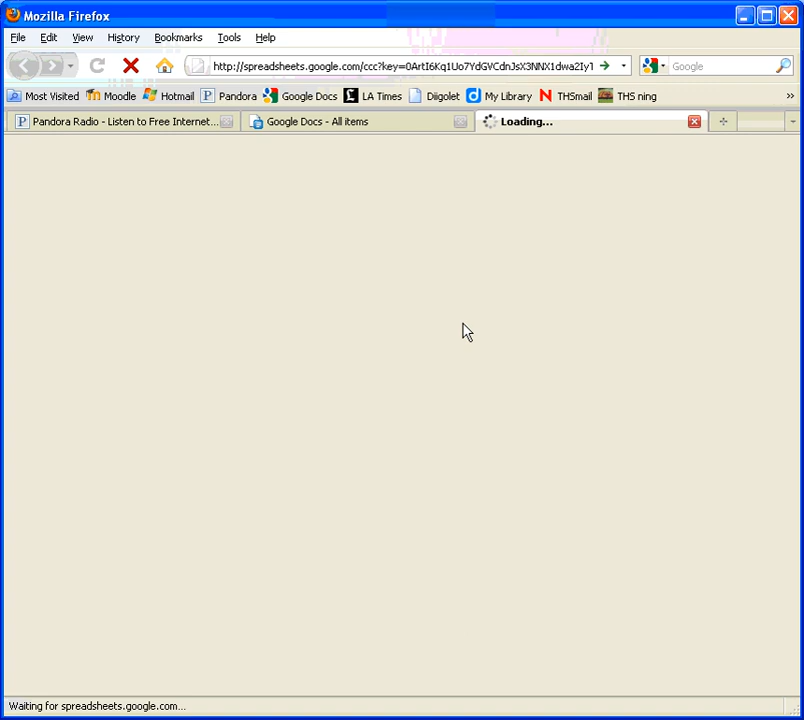 Mozilla Firefox
File Edit View History Bookmarks Tools Help
http://spreadsheets.google.com/ccc?key=0ArtI6Kq1Uo7YdGVCdnJsX3NNX1dwa2Iy1 Google
Most Visited Moodle Hotmail Pandora Google Docs LA Times Diigolet My Library THSmail THS ning »
Pandora Radio - Listen to Free Internet... Google Docs - All items Loading...
Waiting for spreadsheets.google.com...